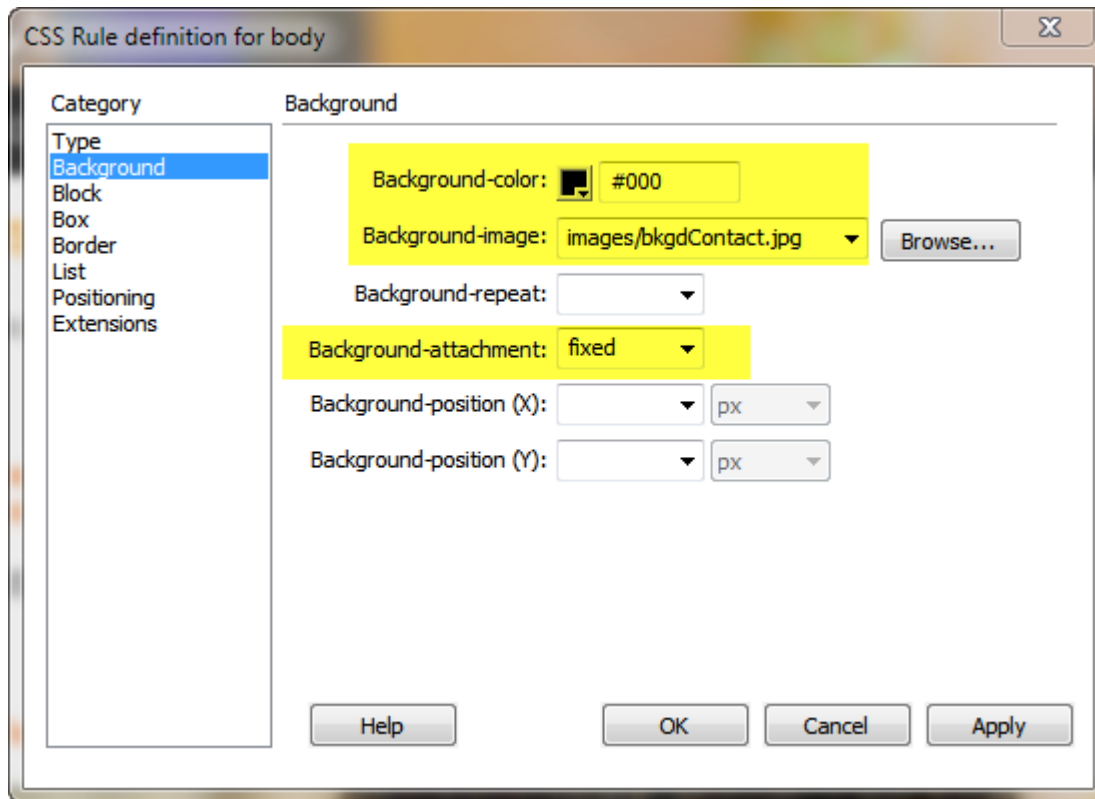 CSS Rule definition for body
Category
Background
Type
Background
Block
Box
Border
List
Positioning
Extensions
Background-color: #000
Background-image: images/bkgdContact.jpg Browse...
Background-repeat:
Background-attachment: fixed
Background-position (X): px
Background-position (Y): px
Help OK Cancel Apply